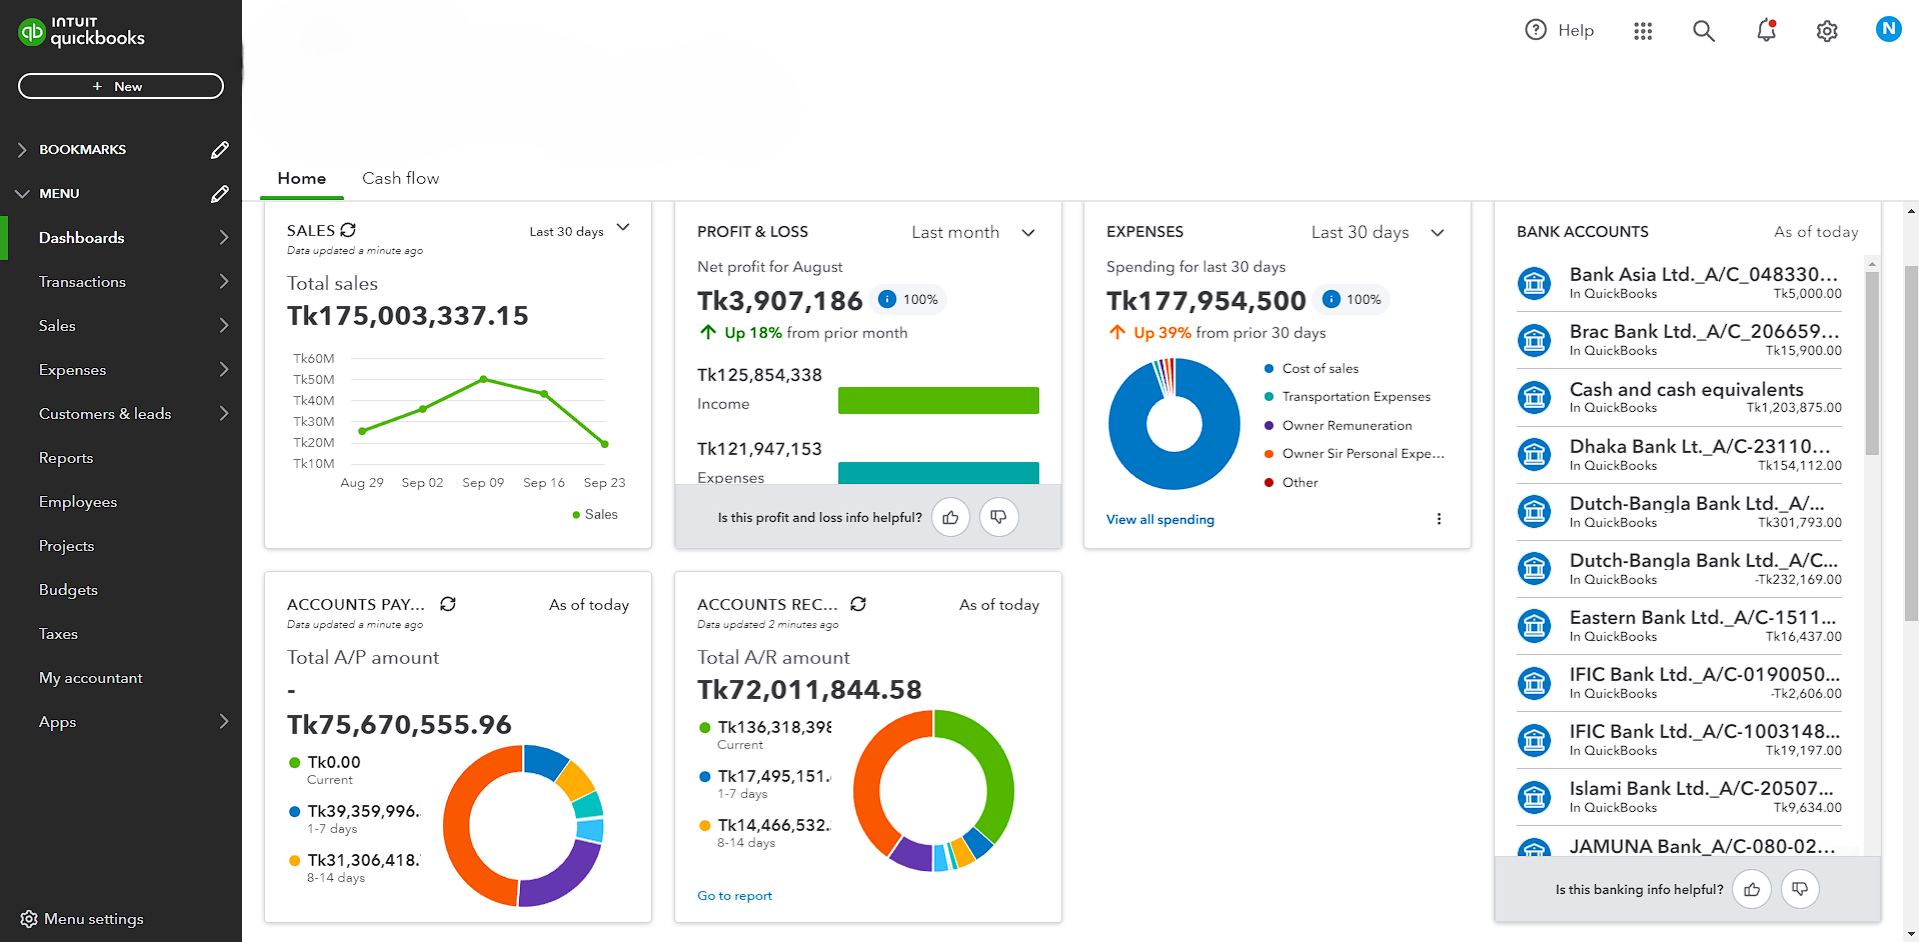 INTUIT
quickbooks
+ New
BOOKMARKS
MENU
Dashboards
Transactions
Sales
Expenses
Customers & leads
Reports
Employees
Projects
Budgets
Taxes
My accountant
Apps
Menu settings
Help
N
Home
Cash flow
SALES
Last 30 days
Data updated a minute ago
Total sales
Tk175,003,337.15
Tk60M
Tk50M
Tk40M
Tk30M
Tk20M
Tk10M
Aug 29 Sep 02 Sep 09 Sep 16 Sep 23
Sales
PROFIT & LOSS
Last month
Net profit for August
Tk3,907,186
100%
Up 18% from prior month
Tk125,854,338
Income
Tk121,947,153
Expenses
Is this profit and loss info helpful?
EXPENSES
Last 30 days
Spending for last 30 days
Tk177,954,500
100%
Up 39% from prior 30 days
Cost of sales
Transportation Expenses
Owner Remuneration
Owner Sir Personal Expe...
Other
View all spending
BANK ACCOUNTS
As of today
Bank Asia Ltd._A/C_048330...
In QuickBooks Tk5,000.00
Brac Bank Ltd._A/C_206659...
In QuickBooks Tk15,900.00
Cash and cash equivalents
In QuickBooks Tk1,203,875.00
Dhaka Bank Lt._A/C-23110...
In QuickBooks Tk154,112.00
Dutch-Bangla Bank Ltd._A/...
In QuickBooks Tk301,793.00
Dutch-Bangla Bank Ltd._A/C...
In QuickBooks -Tk232,169.00
Eastern Bank Ltd._A/C-1511...
In QuickBooks Tk16,437.00
IFIC Bank Ltd._A/C-0190050...
In QuickBooks -Tk2,606.00
IFIC Bank Ltd._A/C-1003148...
In QuickBooks Tk19,197.00
Islami Bank Ltd._A/C-20507...
In QuickBooks Tk9,634.00
JAMUNA Bank_A/C-080-02...
Is this banking info helpful?
ACCOUNTS PAY...
As of today
Data updated a minute ago
Total A/P amount
-
Tk75,670,555.96
Tk0.00
Current
Tk39,359,996.
1-7 days
Tk31,306,418.
8-14 days
ACCOUNTS REC...
As of today
Data updated 2 minutes ago
Total A/R amount
Tk72,011,844.58
Tk136,318,398
Current
Tk17,495,151.
1-7 days
Tk14,466,532.
8-14 days
Go to report